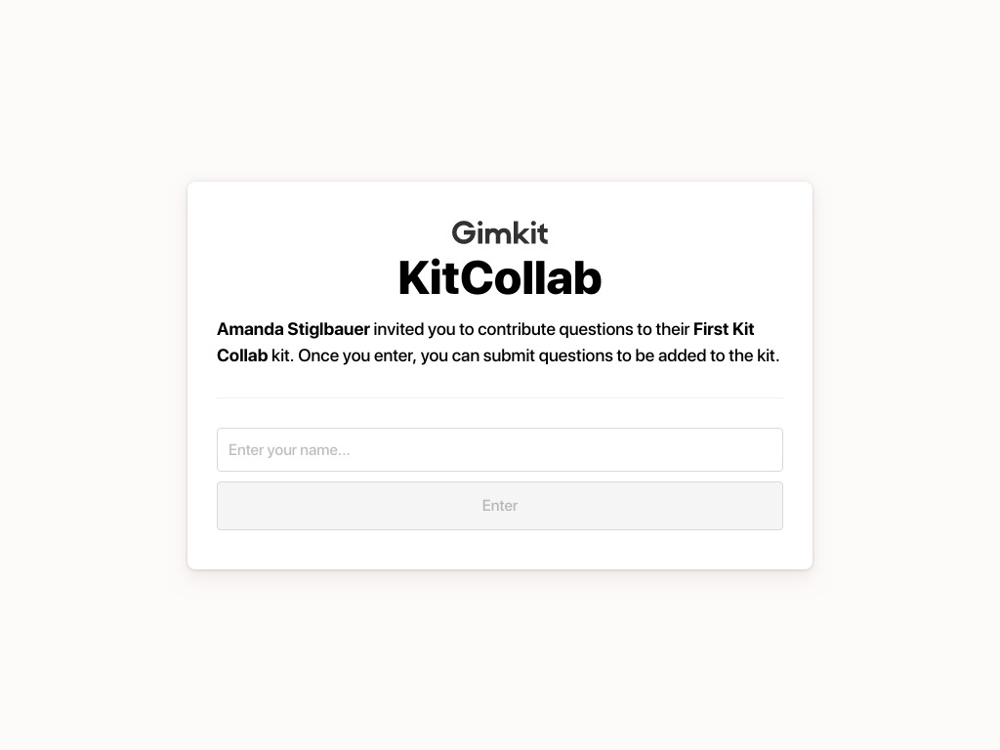 Gimkit
KitCollab
Amanda Stiglbauer invited you to contribute questions to their First Kit
Collab kit. Once you enter, you can submit questions to be added to the kit.
Enter your name...
Enter